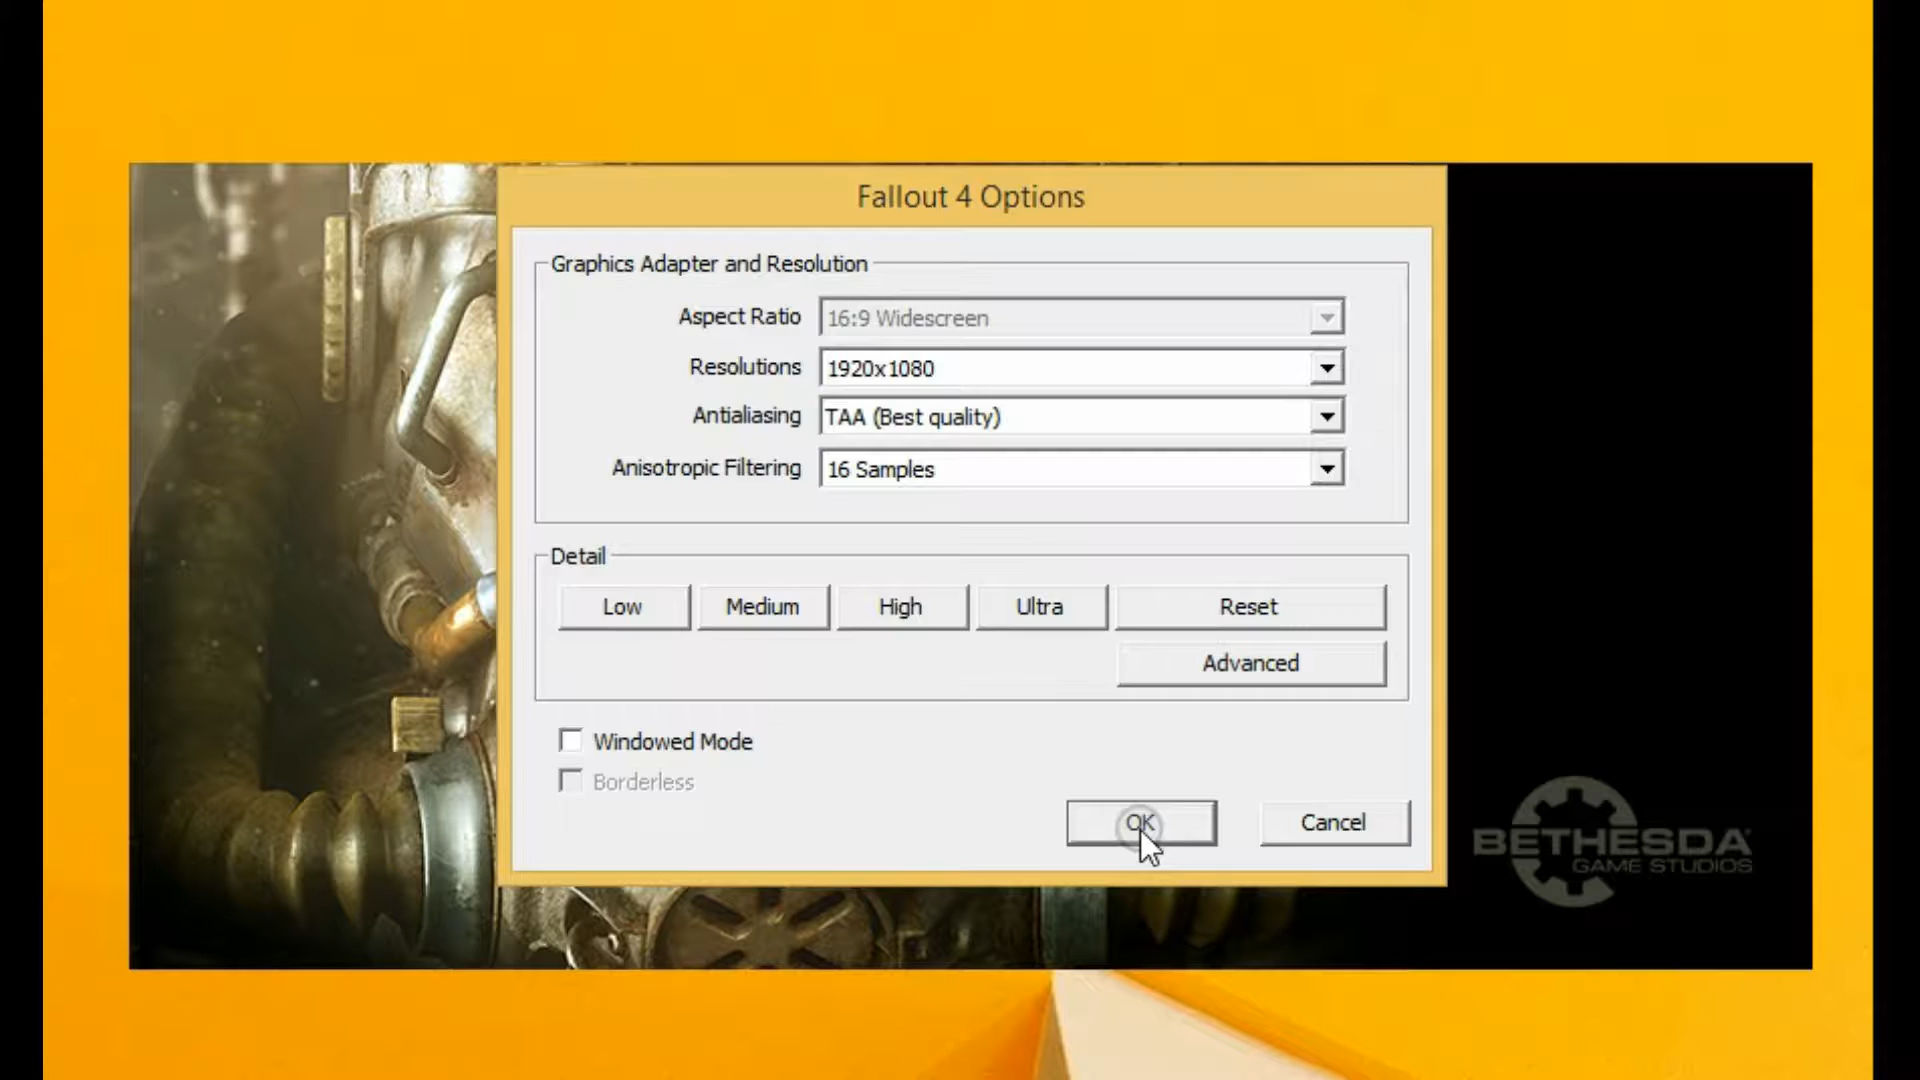 Fallout 4 Options
Graphics Adapter and Resolution
Aspect Ratio 16:9 Widescreen
Resolutions 1920x1080
Antialiasing TAA (Best quality)
Anisotropic Filtering 16 Samples
Detail
Low Medium High Ultra Reset
Advanced
Windowed Mode
Borderless
OK Cancel
BETHESDA
GAME STUDIOS